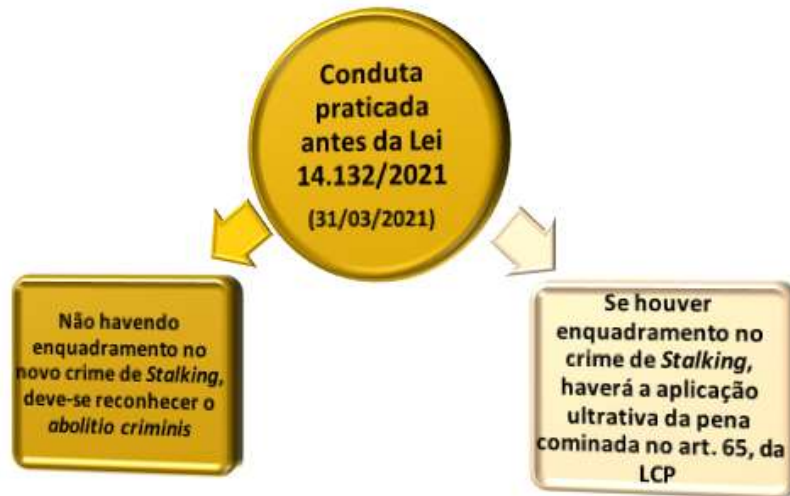 Conduta
praticada
antes da Lei
14.132/2021
(31/03/2021)
Não havendo
enquadramento no
novo crime de Stalking,
deve-se reconhecer o
abolitio criminis
Se houver
enquadramento no
crime de Stalking,
haverá a aplicação
ultrativa da pena
cominada no art. 65, da
LCP